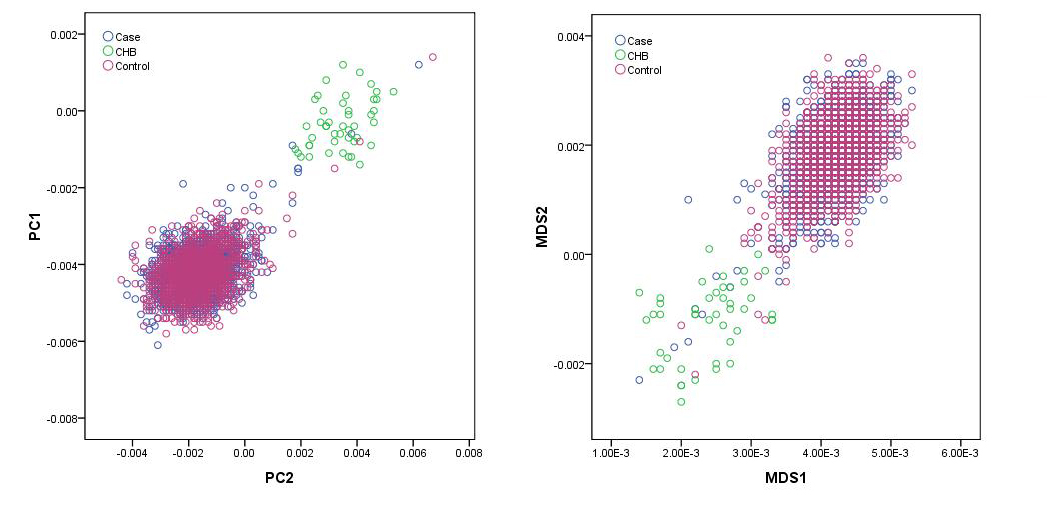 0.002
0.00
-0.002
-0.004
-0.006
-0.008
PC1
Case
CHB
Control
-0.004 -0.002 0.00 0.002 0.004 0.006 0.008
PC2
0.004
0.002
0.00
-0.002
MDS2
Case
CHB
Control
1.00E-3 2.00E-3 3.00E-3 4.00E-3 5.00E-3 6.00E-3
MDS1